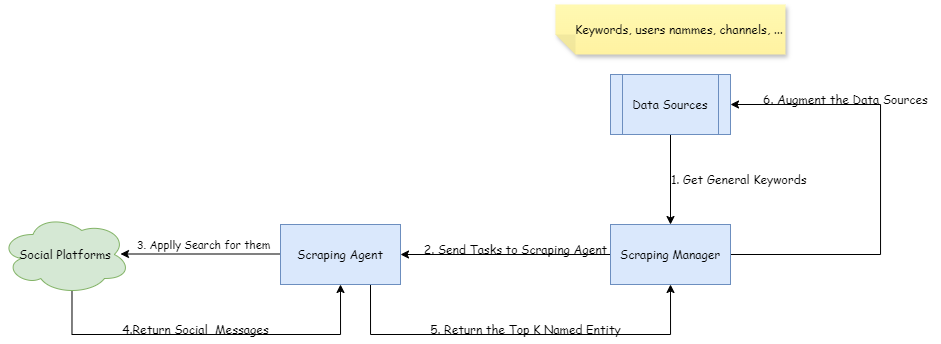 Keywords, users nammes, channels, ...
Data Sources
6. Augment the Data Sources
1. Get General Keywords
Social Platforms
3. Applly Search for them
Scraping Agent
2. Send Tasks to Scraping Agent
Scraping Manager
4.Return Social  Messages
5. Return the Top K Named Entity